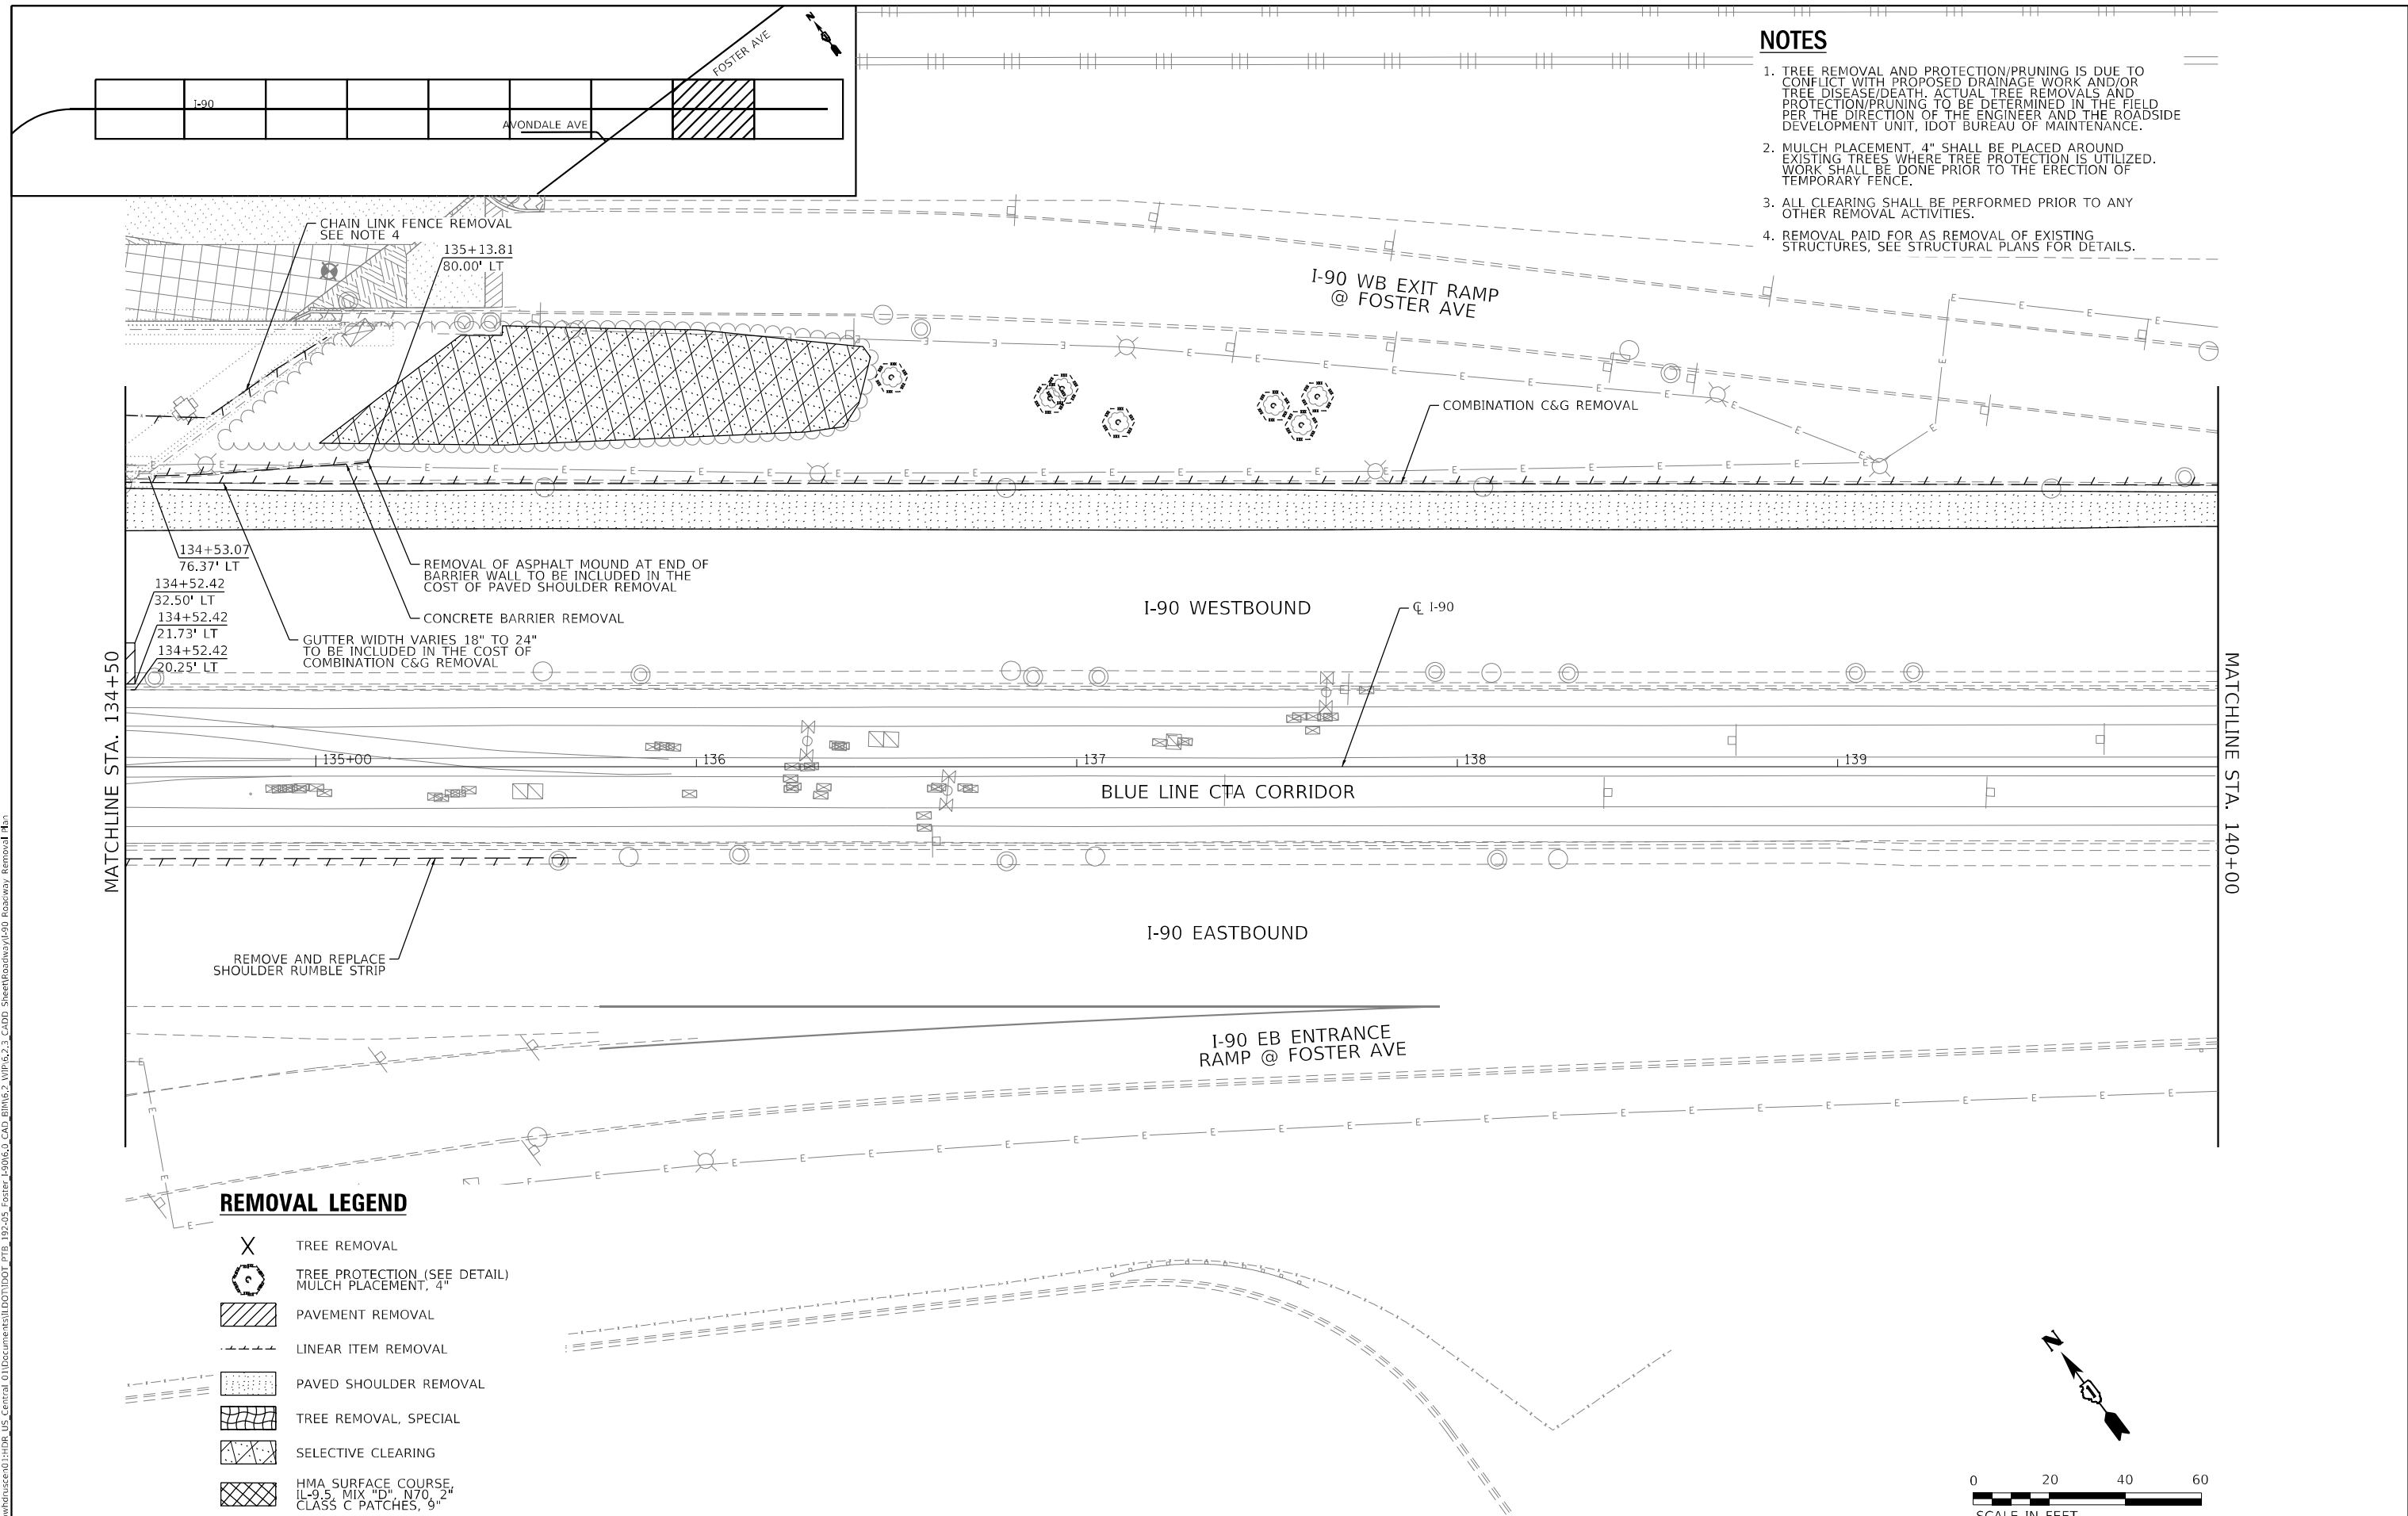 FOSTER AVE
N
I-90
AVONDALE AVE
NOTES
1. TREE REMOVAL AND PROTECTION/PRUNING IS DUE TO
CONFLICT WITH PROPOSED DRAINAGE WORK AND/OR
TREE DISEASE/DEATH. ACTUAL TREE REMOVALS AND
PROTECTION/PRUNING TO BE DETERMINED IN THE FIELD
PER THE DIRECTION OF THE ENGINEER AND THE ROADSIDE
DEVELOPMENT UNIT, IDOT BUREAU OF MAINTENANCE.
2. MULCH PLACEMENT, 4" SHALL BE PLACED AROUND
EXISTING TREES WHERE TREE PROTECTION IS UTILIZED.
WORK SHALL BE DONE PRIOR TO THE ERECTION OF
TEMPORARY FENCE.
3. ALL CLEARING SHALL BE PERFORMED PRIOR TO ANY
OTHER REMOVAL ACTIVITIES.
4. REMOVAL PAID FOR AS REMOVAL OF EXISTING
STRUCTURES, SEE STRUCTURAL PLANS FOR DETAILS.
CHAIN LINK FENCE REMOVAL
SEE NOTE 4
135+13.81
80.00' LT
I-90 WB EXIT RAMP
@ FOSTER AVE
COMBINATION C&G REMOVAL
134+53.07
76.37' LT
134+52.42
32.50' LT
134+52.42
21.73' LT
134+52.42
20.25' LT
REMOVAL OF ASPHALT MOUND AT END OF
BARRIER WALL TO BE INCLUDED IN THE
COST OF PAVED SHOULDER REMOVAL
CONCRETE BARRIER REMOVAL
GUTTER WIDTH VARIES 18" TO 24"
TO BE INCLUDED IN THE COST OF
COMBINATION C&G REMOVAL
I-90 WESTBOUND
℄ I-90
MATCHLINE STA. 134+50
MATCHLINE STA. 140+00
135+00
136
137
138
139
BLUE LINE CTA CORRIDOR
I-90 EASTBOUND
REMOVE AND REPLACE
SHOULDER RUMBLE STRIP
I-90 EB ENTRANCE
RAMP @ FOSTER AVE
REMOVAL LEGEND
TREE REMOVAL
TREE PROTECTION (SEE DETAIL)
MULCH PLACEMENT, 4"
PAVEMENT REMOVAL
LINEAR ITEM REMOVAL
PAVED SHOULDER REMOVAL
TREE REMOVAL, SPECIAL
SELECTIVE CLEARING
HMA SURFACE COURSE,
IL-9.5, MIX "D", N70, 2"
CLASS C PATCHES, 9"
N
0 20 40 60
SCALE IN FEET